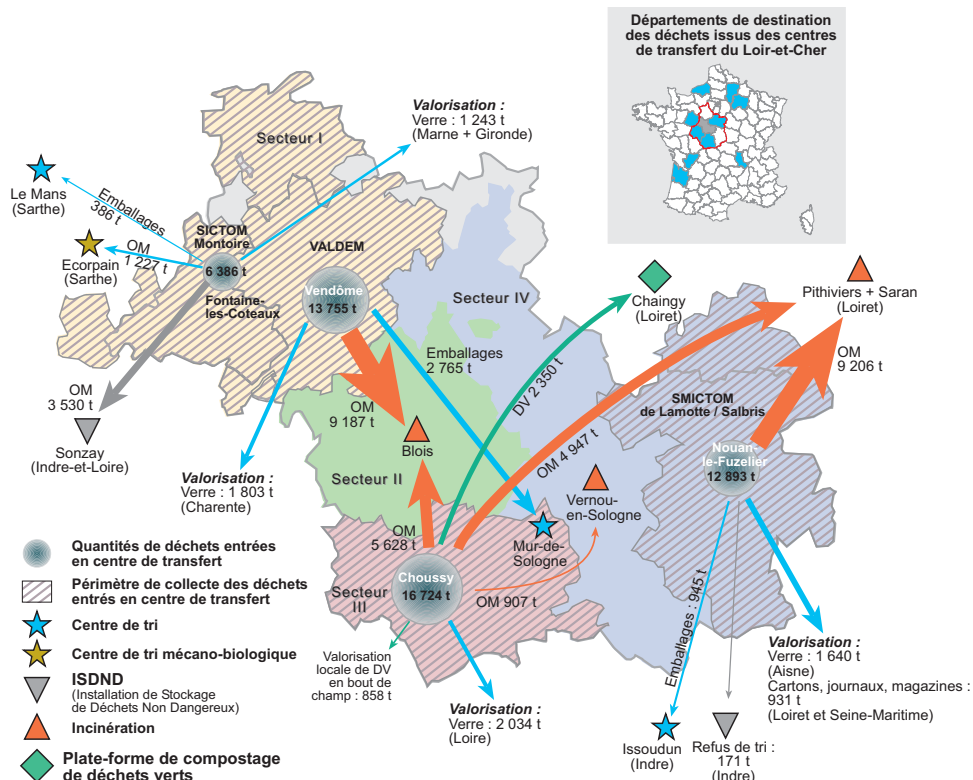 Départements de destination
des déchets issus des centres
de transfert du Loir-et-Cher
Valorisation :
Verre : 1 243 t
(Marne + Gironde)
Secteur I
Le Mans
(Sarthe)
Emballages
386 t
SICTOM
Montoire
VALDEM
OM
1 227 t
6 386 t
Ecorpain
(Sarthe)
Fontaine-
les-Coteaux
Vendôme
13 755 t
Secteur IV
Chaingy
(Loiret)
Pithiviers + Saran
(Loiret)
Emballages
2 765 t
DV 2 350 t
OM
9 206 t
OM
3 530 t
OM
9 187 t
SMICTOM
de Lamotte / Salbris
Sonzay
(Indre-et-Loire)
Blois
OM 4 947 t
Nouan-
le-Fuzelier
12 893 t
Valorisation :
Verre : 1 803 t
(Charente)
Secteur II
Vernou-
en-Sologne
OM
5 628 t
Mur-de-
Sologne
Quantités de déchets entrées
en centre de transfert
Choussy
16 724 t
Secteur
III
OM 907 t
Périmètre de collecte des déchets
entrés en centre de transfert
Centre de tri
Centre de tri mécano-biologique
ISDND
(Installation de Stockage
de Déchets Non Dangereux)
Incinération
Plate-forme de compostage
de déchets verts
Valorisation
locale de DV
en bout de
champ : 858 t
Valorisation :
Verre : 2 034 t
(Loire)
Emballages : 945 t
Valorisation :
Verre : 1 640 t
(Aisne)
Cartons, journaux, magazines :
931 t
(Loiret et Seine-Maritime)
Issoudun
(Indre)
Refus de tri :
171 t
(Indre)